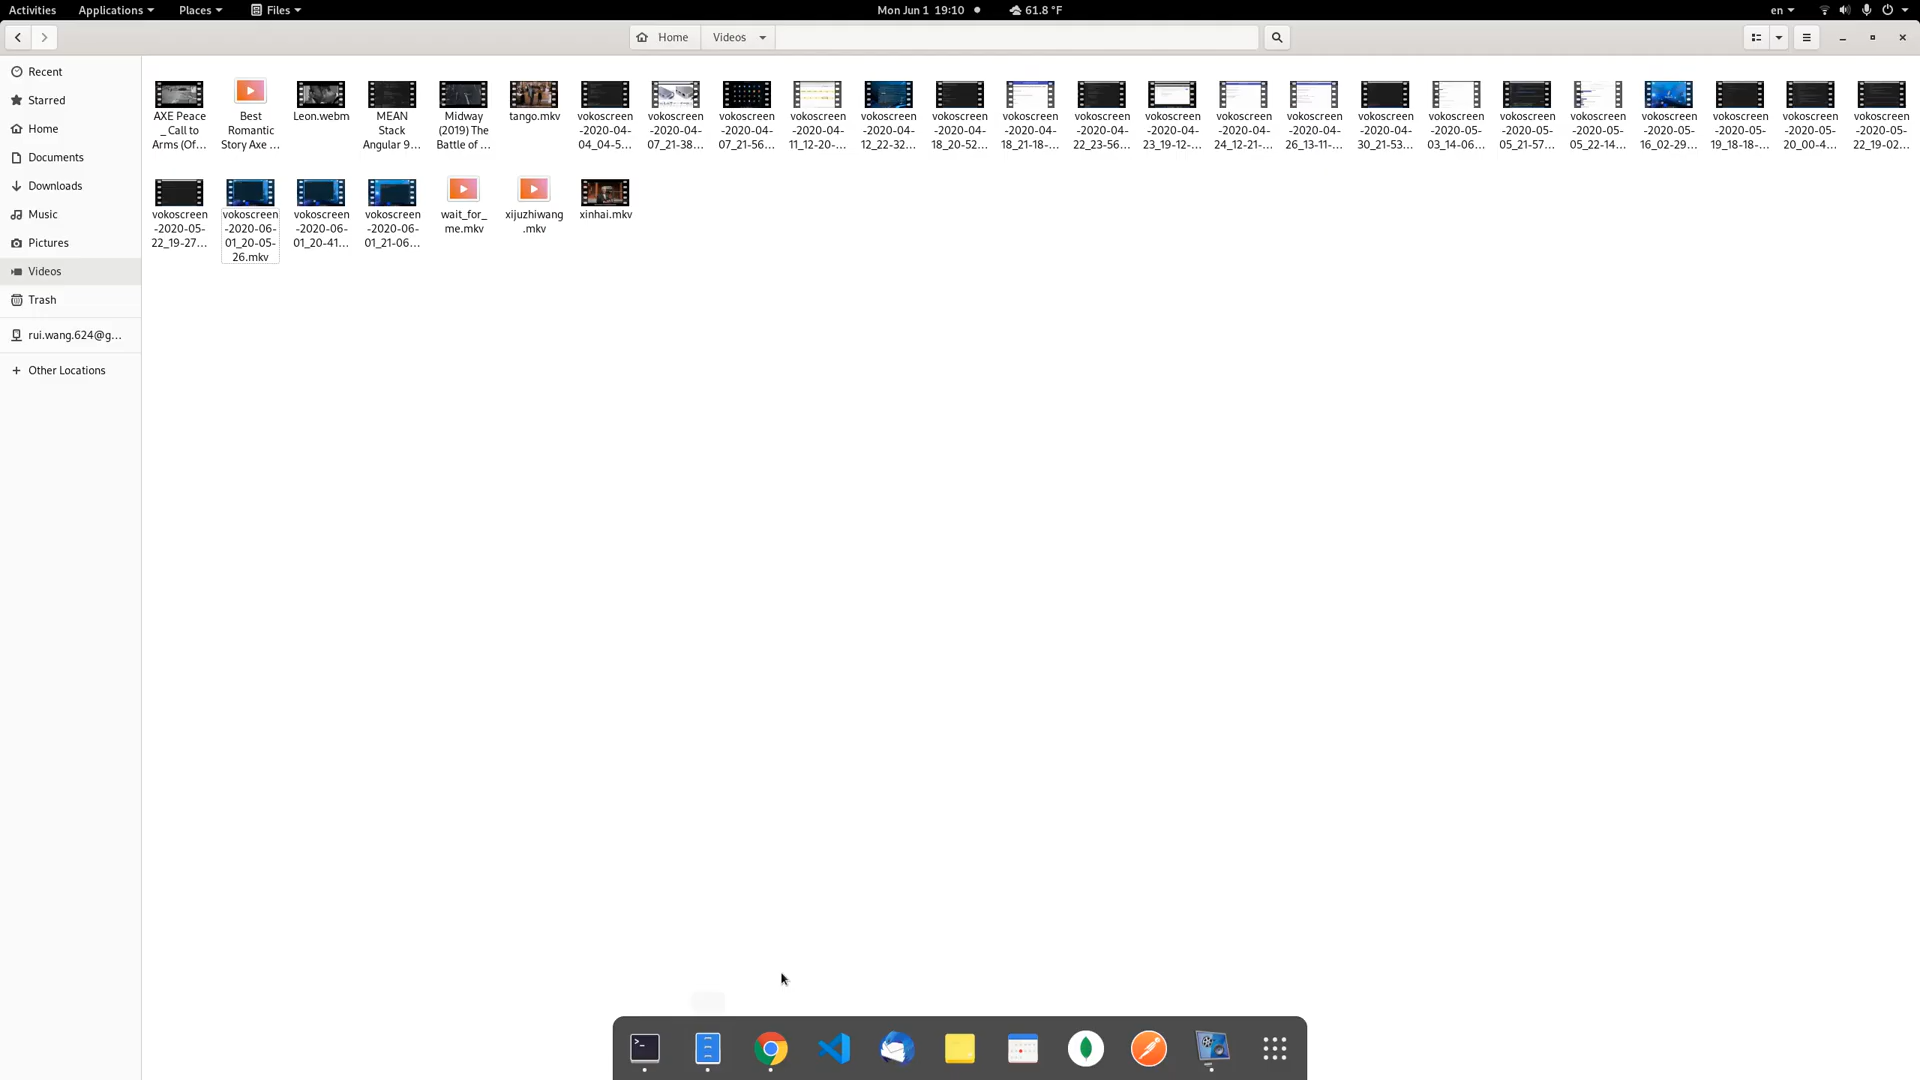 Activities Applications Places Files Mon Jun 1 19:10 61.8 °F en
Home Videos
Recent
Starred
Home
Documents
Downloads
Music
Pictures
Videos
Trash
rui.wang.624@g...
Other Locations
AXE Peace
_ Call to
Arms (Of...
Best
Romantic
Story Axe ...
Leon.webm
MEAN
Stack
Angular 9...
Midway
(2019) The
Battle of ...
tango.mkv
vokoscreen
-2020-04-
04_04-5...
vokoscreen
-2020-04-
07_21-38...
vokoscreen
-2020-04-
07_21-56...
vokoscreen
-2020-04-
11_12-20-...
vokoscreen
-2020-04-
12_22-32...
vokoscreen
-2020-04-
18_20-52...
vokoscreen
-2020-04-
18_21-18-...
vokoscreen
-2020-04-
22_23-56...
vokoscreen
-2020-04-
23_19-12-...
vokoscreen
-2020-04-
24_12-21-...
vokoscreen
-2020-04-
26_13-11-...
vokoscreen
-2020-04-
30_21-53...
vokoscreen
-2020-05-
03_14-06...
vokoscreen
-2020-05-
05_21-57...
vokoscreen
-2020-05-
05_22-14...
vokoscreen
-2020-05-
16_02-29...
vokoscreen
-2020-05-
19_18-18-...
vokoscreen
-2020-05-
20_00-4...
vokoscreen
-2020-05-
22_19-02...
vokoscreen
-2020-05-
22_19-27...
vokoscreen
-2020-06-
01_20-05-
26.mkv
vokoscreen
-2020-06-
01_20-41...
vokoscreen
-2020-06-
01_21-06...
wait_for_
me.mkv
xijuzhiwang
.mkv
xinhai.mkv